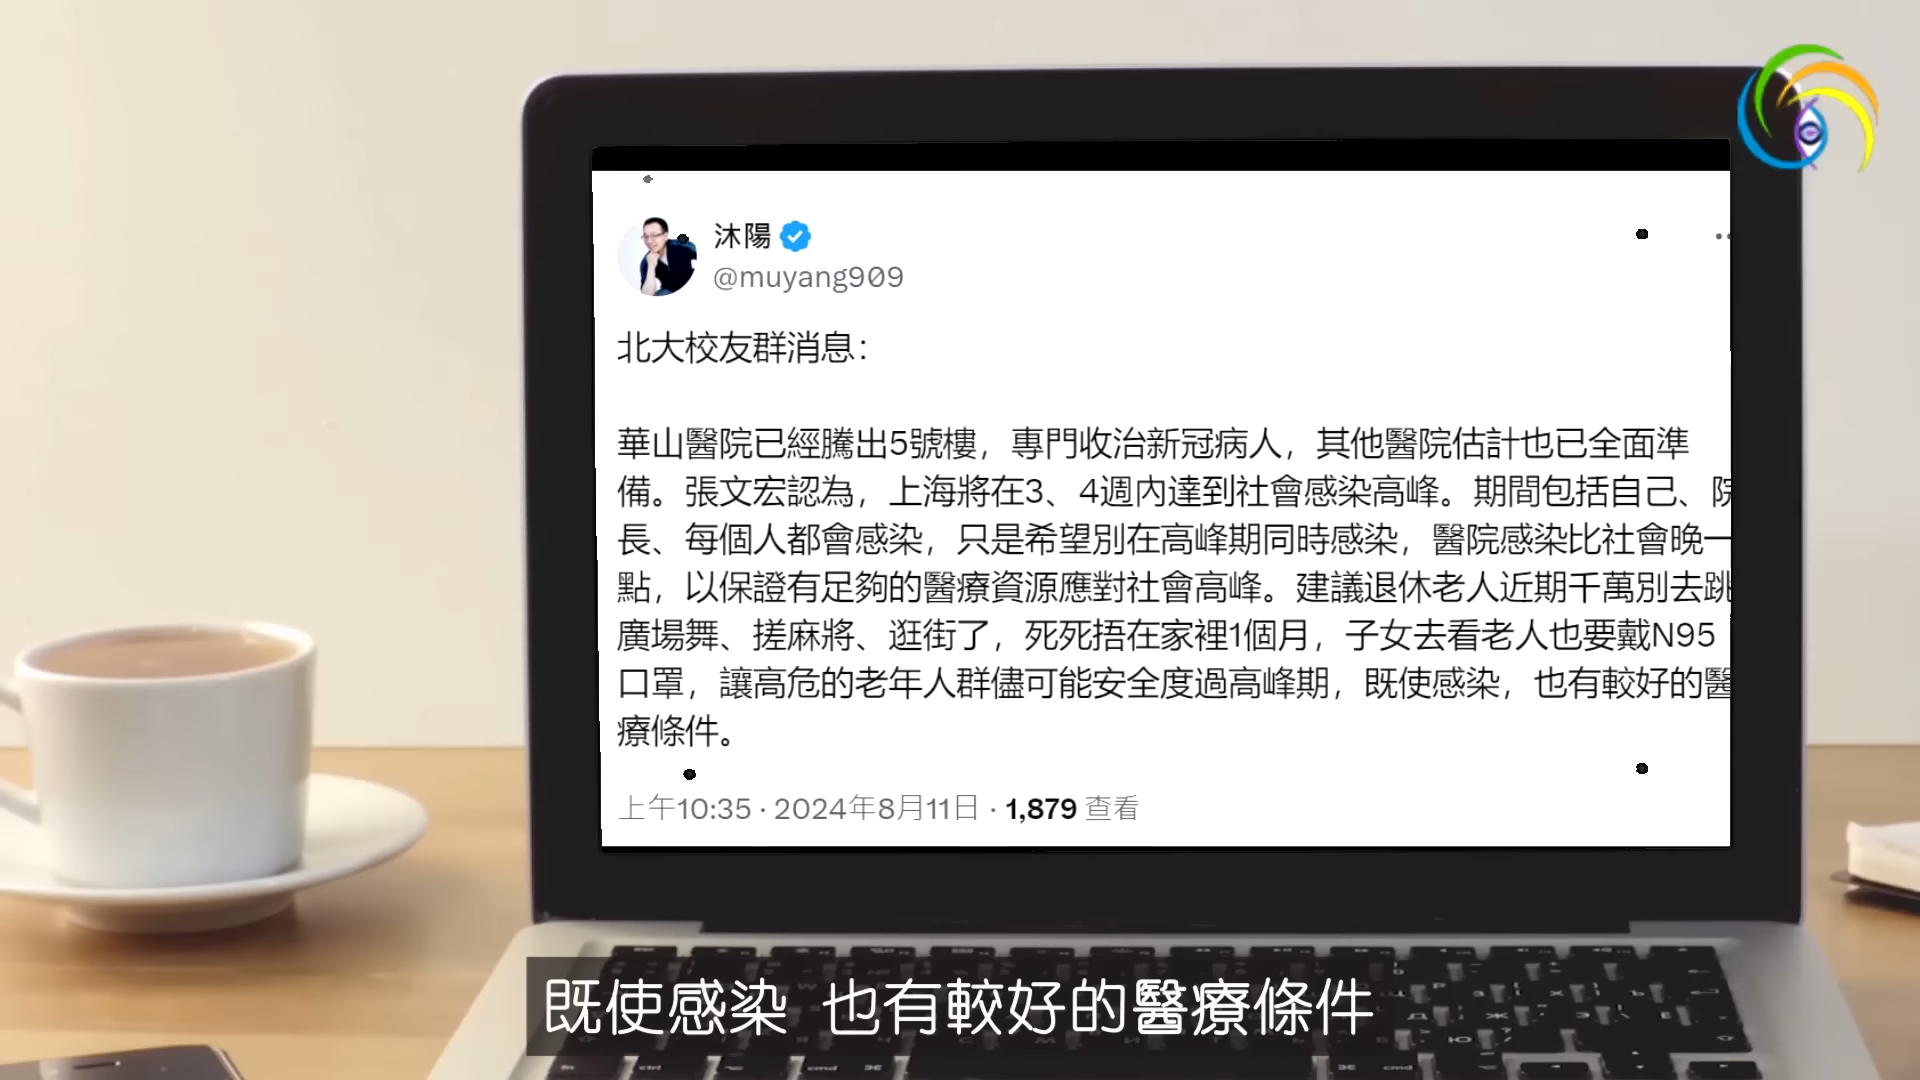 沐陽
@muyang909
北大校友群消息：
華山醫院已經騰出5號樓，專門收治新冠病人，其他醫院估計也已全面準
備。張文宏認為，上海將在3、4週內達到社會感染高峰。期間包括自己、院
長、每個人都會感染，只是希望別在高峰期同時感染，醫院感染比社會晚一
點，以保證有足夠的醫療資源應對社會高峰。建議退休老人近期千萬別去跳
廣場舞、搓麻將、逛街了，死死捂在家裡1個月，子女去看老人也要戴N95
口罩，讓高危的老年人群儘可能安全度過高峰期，既使感染，也有較好的醫
療條件。
上午10:35 · 2024年8月11日 · 1,879 查看
既使感染 也有較好的醫療條件